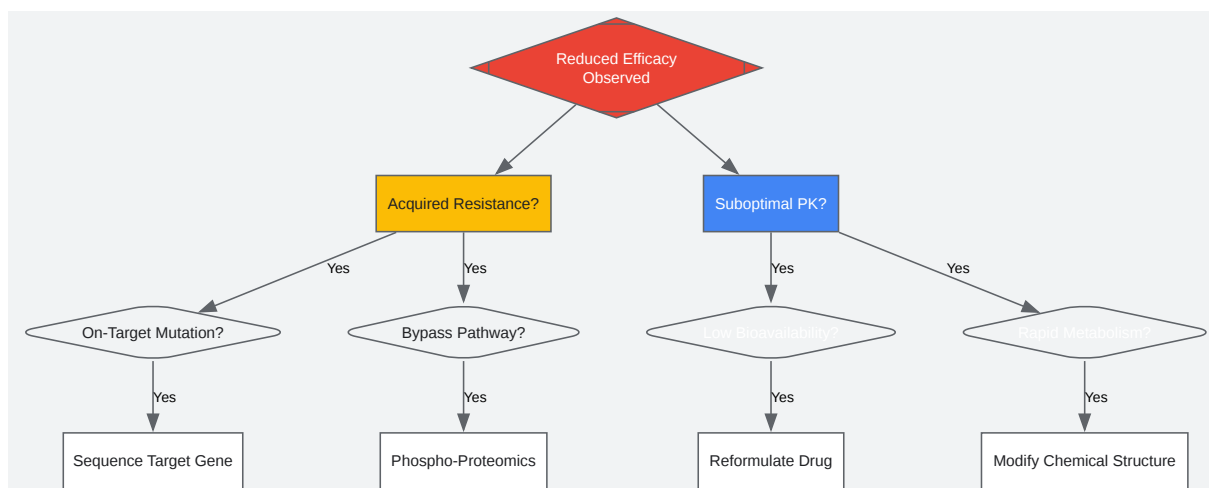 Reduced Efficacy
Observed
Acquired Resistance?
Suboptimal PK?
Yes
Yes
Yes
Yes
On-Target Mutation?
Bypass Pathway?
Low Bioavailability?
Rapid Metabolism?
Yes
Yes
Yes
Yes
Sequence Target Gene
Phospho-Proteomics
Reformulate Drug
Modify Chemical Structure